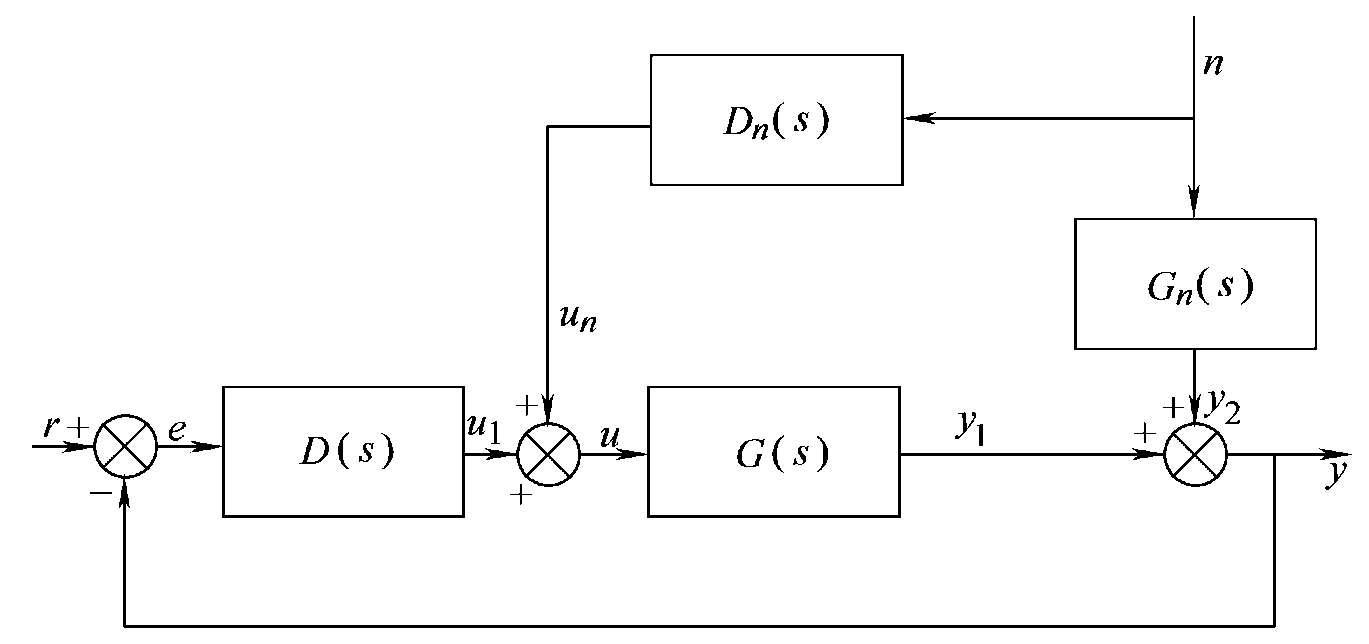 n
Dn(s)
Gn(s)
un
r + e D(s) u1 + u G(s) y1 + + y2
− + y